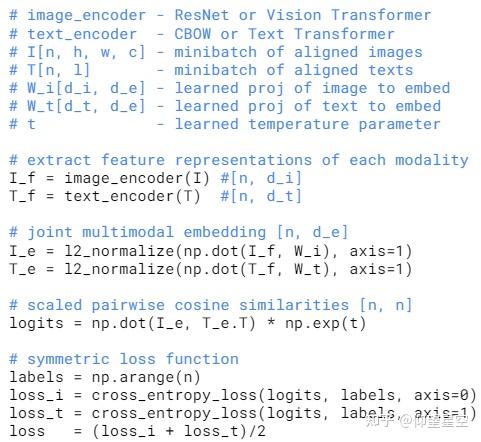 # image_encoder - ResNet or Vision Transformer
# text_encoder  - CBOW or Text Transformer
# I[n, h, w, c] - minibatch of aligned images
# T[n, l]       - minibatch of aligned texts
# W_i[d_i, d_e] - learned proj of image to embed
# W_t[d_t, d_e] - learned proj of text to embed
# t             - learned temperature parameter

# extract feature representations of each modality
I_f = image_encoder(I) #[n, d_i]
T_f = text_encoder(T)  #[n, d_t]

# joint multimodal embedding [n, d_e]
I_e = l2_normalize(np.dot(I_f, W_i), axis=1)
T_e = l2_normalize(np.dot(T_f, W_t), axis=1)

# scaled pairwise cosine similarities [n, n]
logits = np.dot(I_e, T_e.T) * np.exp(t)

# symmetric loss function
labels = np.arange(n)
loss_i = cross_entropy_loss(logits, labels, axis=0)
loss_t = cross_entropy_loss(logits, labels, axis=1)
loss   = (loss_i + loss_t)/2
知乎 @仰望星空